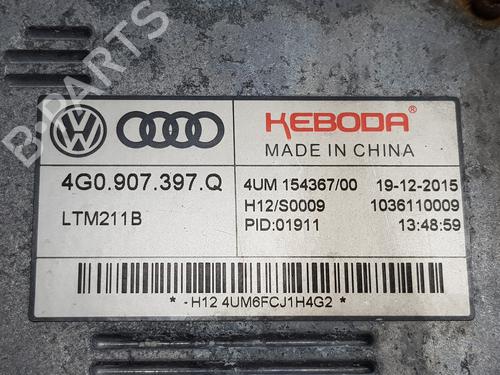 KEBODA®
MADE IN CHINA
4G0.907.397.Q
LTM211B
4UM 154367/00 19-12-2015
H12/S0009 1036110009
PID:01911 13:48:59
* -H12 4UM6FCJ1H4G2 *
B-PARTS